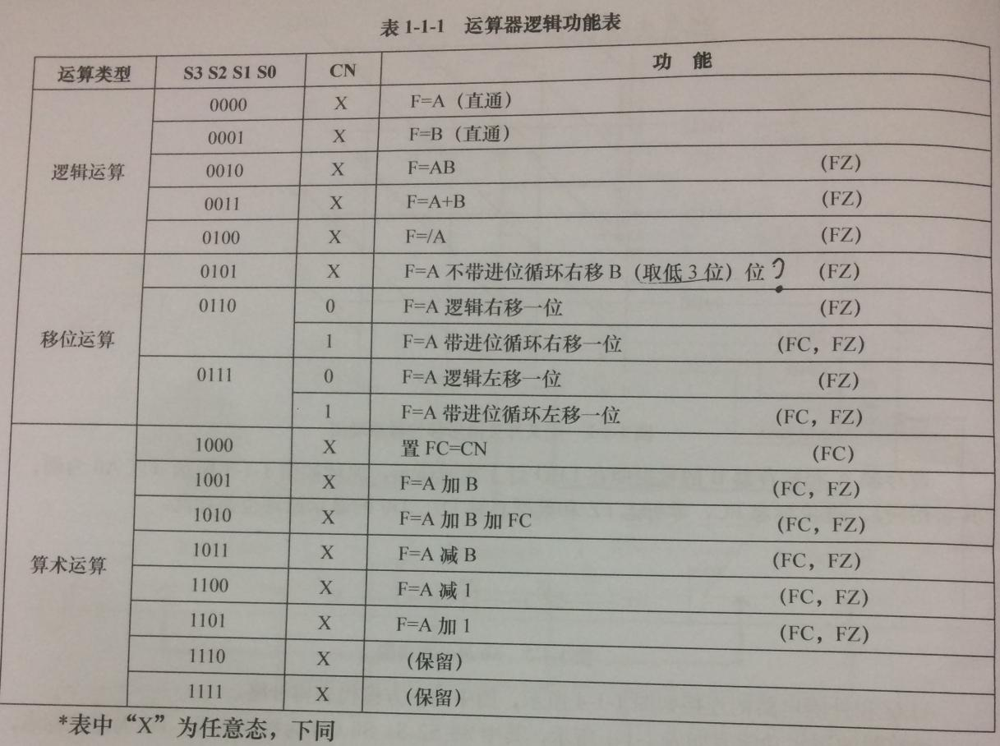 表 1-1-1 运算器逻辑功能表
运算类型 S3 S2 S1 S0 CN 功 能
逻辑运算
0000 X F=A（直通）
0001 X F=B（直通）
0010 X F=AB (FZ)
0011 X F=A+B (FZ)
0100 X F=/A (FZ)
移位运算
0101 X F=A 不带进位循环右移 B（取低 3 位）位 ? (FZ)
0110 0 F=A 逻辑右移一位 (FZ)
1 F=A 带进位循环右移一位 (FC，FZ)
0111 0 F=A 逻辑左移一位 (FZ)
1 F=A 带进位循环左移一位 (FC，FZ)
算术运算
1000 X 置 FC=CN (FC)
1001 X F=A 加 B (FC，FZ)
1010 X F=A 加 B 加 FC (FC，FZ)
1011 X F=A 减 B (FC，FZ)
1100 X F=A 减 1 (FC，FZ)
1101 X F=A 加 1 (FC，FZ)
1110 X （保留）
1111 X （保留）
*表中“X”为任意态，下同